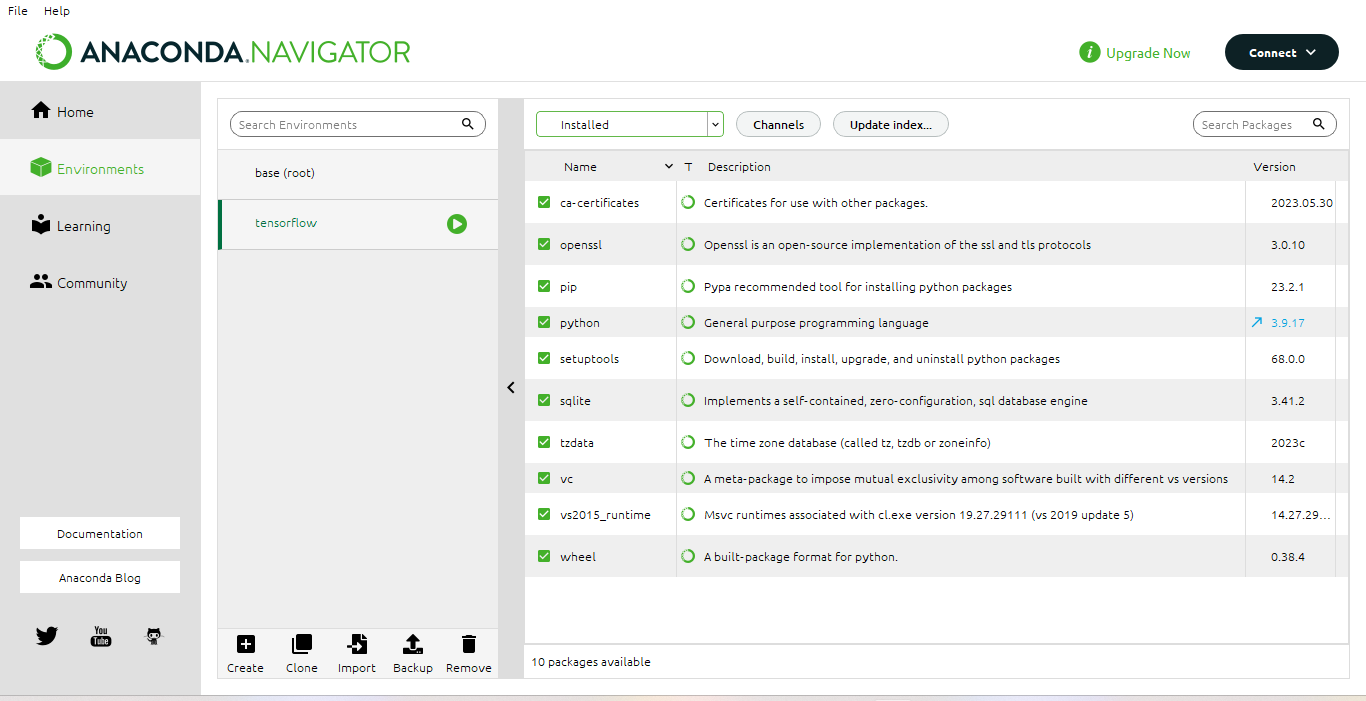 File Help
ANACONDA.NAVIGATOR
i Upgrade Now
Connect
Home
Environments
Learning
Community
Documentation
Anaconda Blog
You Tube
Search Environments
base (root)
tensorflow
Create Clone Import Backup Remove
Installed Channels Update index... Search Packages
Name T Description Version
ca-certificates Certificates for use with other packages. 2023.05.30
openssl Openssl is an open-source implementation of the ssl and tls protocols 3.0.10
pip Pypa recommended tool for installing python packages 23.2.1
python General purpose programming language 3.9.17
setuptools Download, build, install, upgrade, and uninstall python packages 68.0.0
sqlite Implements a self-contained, zero-configuration, sql database engine 3.41.2
tzdata The time zone database (called tz, tzdb or zoneinfo) 2023c
vc A meta-package to impose mutual exclusivity among software built with different vs versions 14.2
vs2015_runtime Msvc runtimes associated with cl.exe version 19.27.29111 (vs 2019 update 5) 14.27.29...
wheel A built-package format for python. 0.38.4
10 packages available